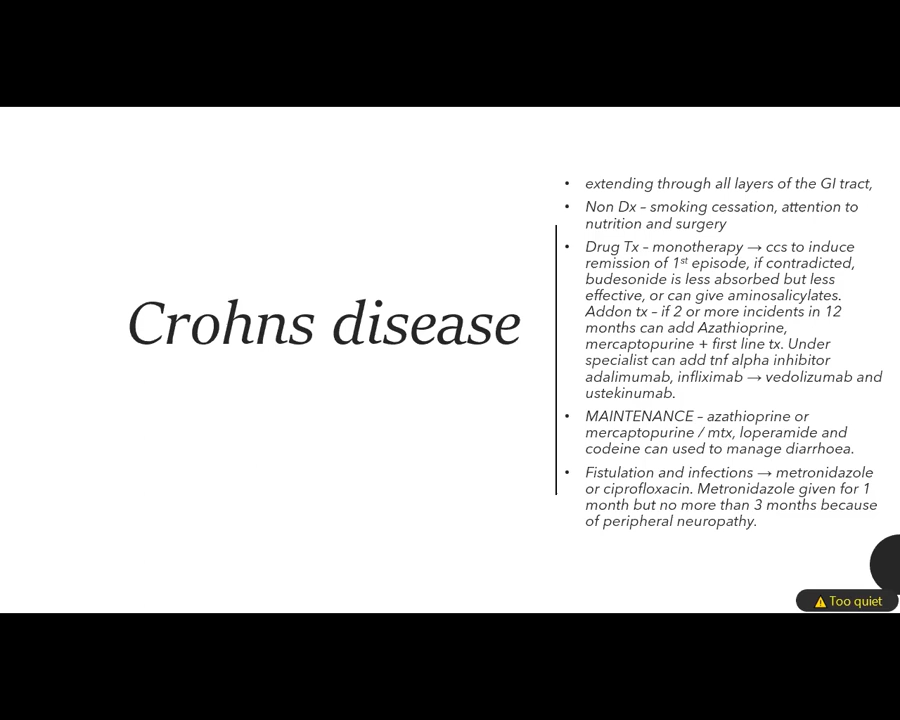 Crohns disease
• extending through all layers of the GI tract,
• Non Dx – smoking cessation, attention to
nutrition and surgery
• Drug Tx – monotherapy → ccs to induce
remission of 1st episode, if contradicted,
budesonide is less absorbed but less
effective, or can give aminosalicylates.
Addon tx – if 2 or more incidents in 12
months can add Azathioprine,
mercaptopurine + first line tx. Under
specialist can add tnf alpha inhibitor
adalimumab, infliximab → vedolizumab and
ustekinumab.
• MAINTENANCE – azathioprine or
mercaptopurine / mtx, loperamide and
codeine can used to manage diarrhoea.
• Fistulation and infections → metronidazole
or ciprofloxacin. Metronidazole given for 1
month but no more than 3 months because
of peripheral neuropathy.
Too quiet